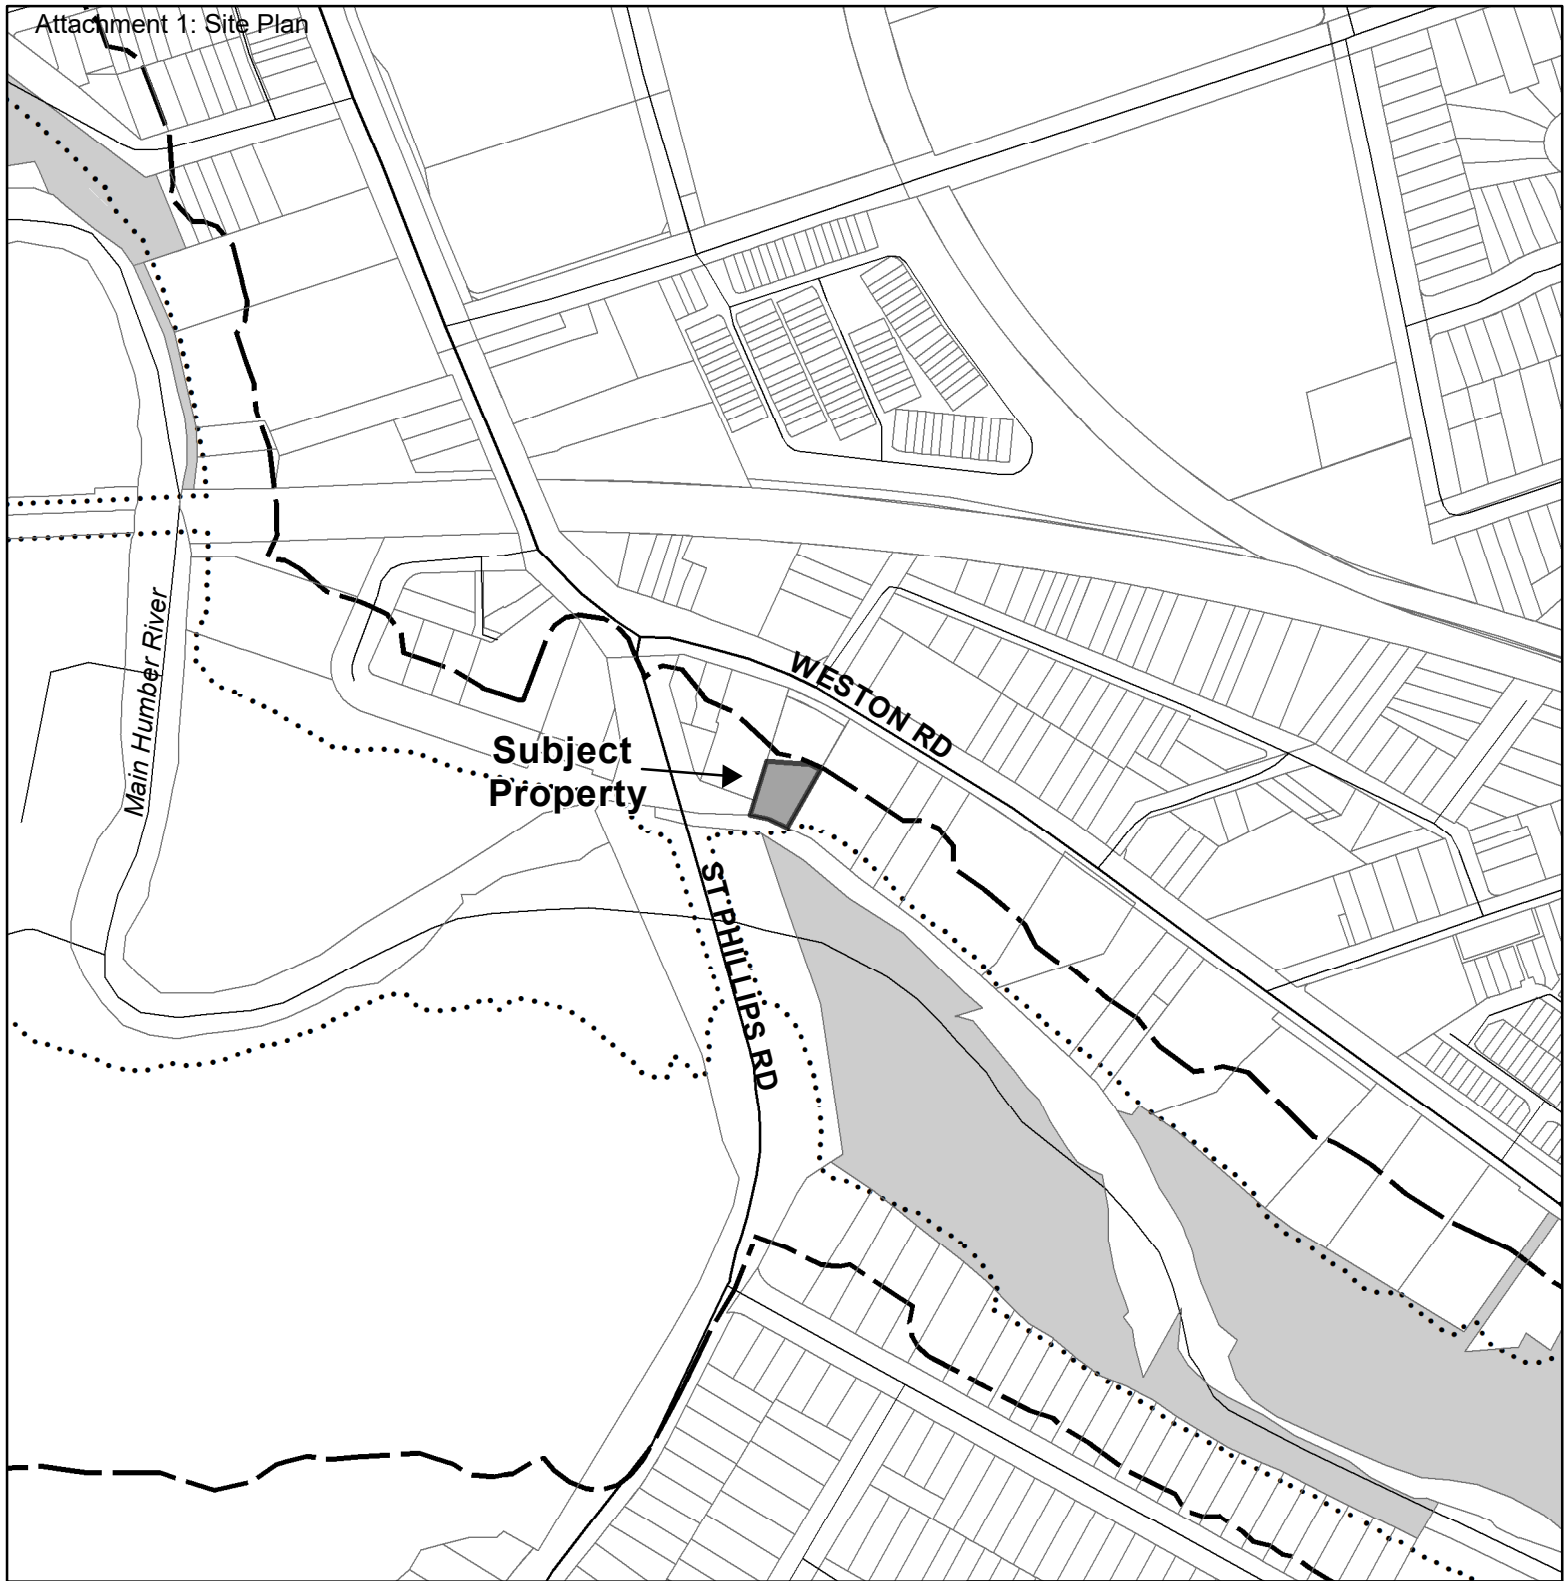 Attachment 1: Site Plan
Main Humber River
WESTON RD
Subject
Property
ST PHILLIPS RD